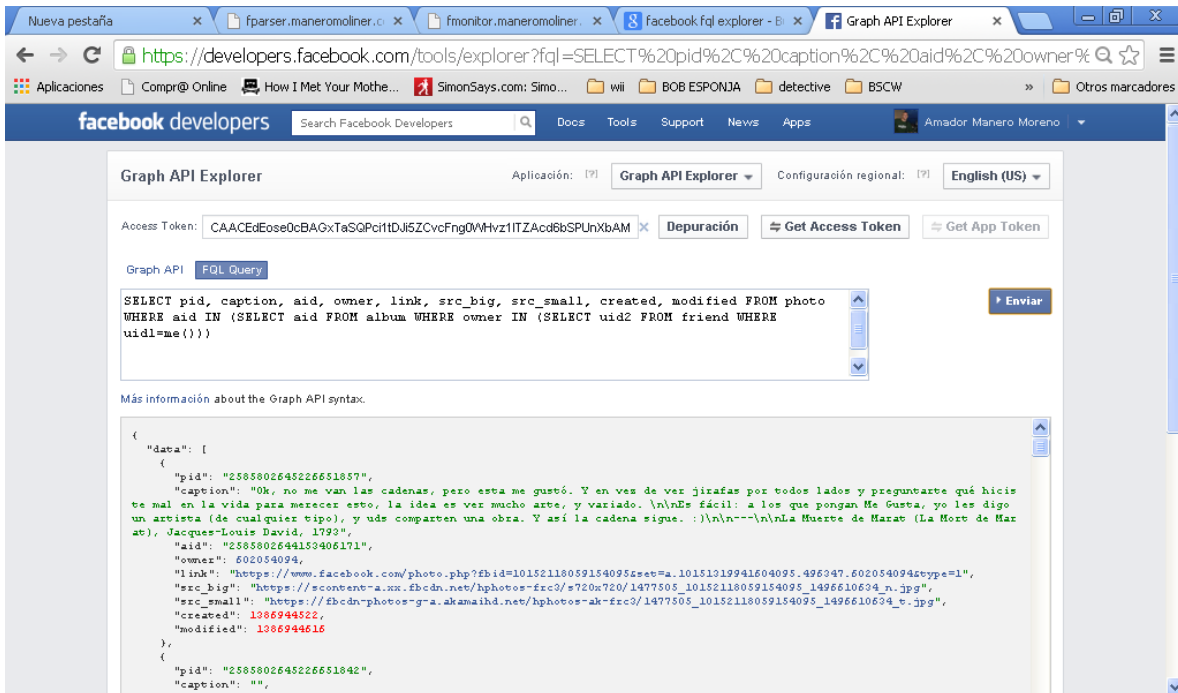 Nueva pestaña fparser.maneromoliner.c fmonitor.maneromoliner. facebook fql explorer - B Graph API Explorer
https://developers.facebook.com/tools/explorer?fql=SELECT%20pid%2C%20caption%2C%20aid%2C%20owner%
Aplicaciones Compr@ Online How I Met Your Mothe... SimonSays.com: Simo... wii BOB ESPONJA detective BSCW » Otros marcadores
facebook developers Search Facebook Developers Docs Tools Support News Apps Amador Manero Moreno
Graph API Explorer Aplicación: [?] Graph API Explorer Configuración regional: [?] English (US)
Access Token: Depuración Get Access Token Get App Token
Graph API FQL Query
SELECT pid, caption, aid, owner, link, src_big, src_small, created, modified FROM photo
WHERE aid IN (SELECT aid FROM album WHERE owner IN (SELECT uid2 FROM friend WHERE
uid1=me()))
Enviar
Más información about the Graph API syntax.
{
"data": [
{
"pid": "2585802645226651857",
"caption": "Ok, no me van las cadenas, pero esta me gustó. Y en ves de ver jirafas por todos lados y preguntarte qué hicis
te mal en la vida para merecer esto, la idea es ver mucho arte, y variado. \n\nEs fácil: a los que pongan Me Gusta, yo les digo
un artista (de cualquier tipo), y uds comparten una obra. Y así la cadena sigue. :)\n\n---\n\nLa Muerte de Marat (La Mort de Mar
at), Jacques-Louis David, 1793",
"aid": "2585802644153406171",
"owner": 602054094,
"link": "https://www.facebook.com/photo.php?fbid=10152118059154095&set=a.10151319941604095.496347.602054094&type=1",
"src_big": "https://scontent-a.xx.fbcdn.net/hphotos-frc3/s720x720/1477505_10152118059154095_1496610634_n.jpg",
"src_small": "https://fbcdn-photos-g-a.akamaihd.net/hphotos-ak-frc3/1477505_10152118059154095_1496610634_t.jpg",
"created": 1386944522,
"modified": 1386944616
},
{
"pid": "2585802645226651842",
"caption": "",